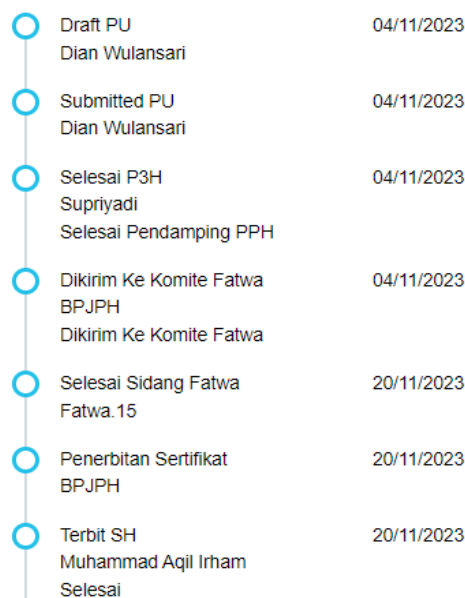 Draft PU 04/11/2023
Dian Wulansari
Submitted PU 04/11/2023
Dian Wulansari
Selesai P3H 04/11/2023
Supriyadi
Selesai Pendamping PPH
Dikirim Ke Komite Fatwa 04/11/2023
BPJPH
Dikirim Ke Komite Fatwa
Selesai Sidang Fatwa 20/11/2023
Fatwa.15
Penerbitan Sertifikat 20/11/2023
BPJPH
Terbit SH 20/11/2023
Muhammad Aqil Irham
Selesai